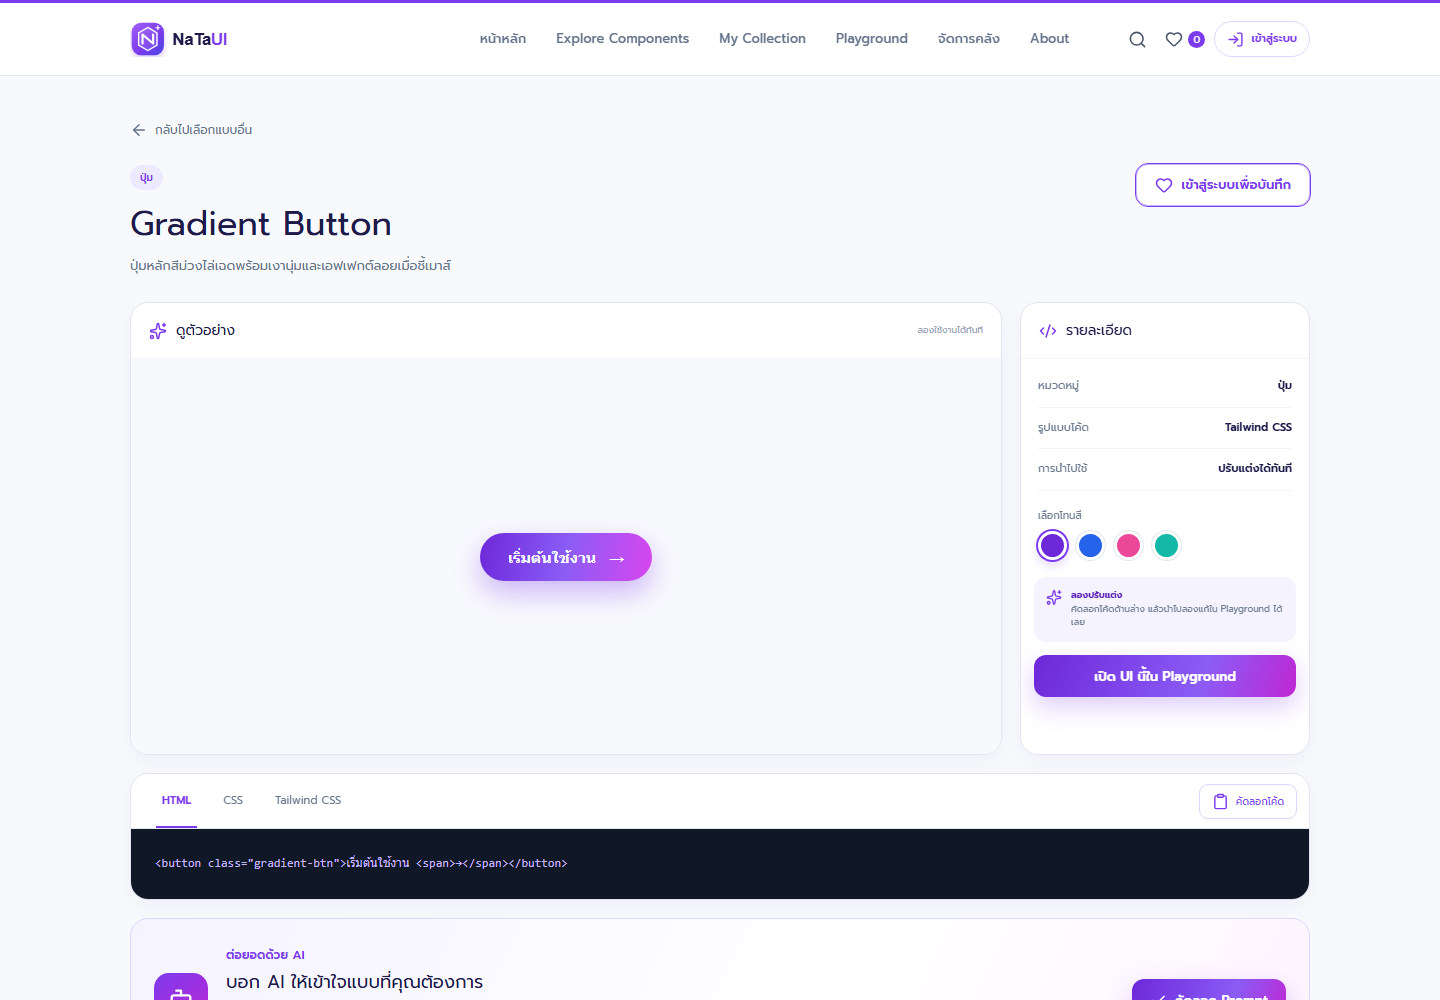 NaTaUI
หน้าหลัก
Explore Components
My Collection
Playground
จัดการคลัง
About
0
เข้าสู่ระบบ
กลับไปเลือกแบบอื่น
ปุ่ม
เข้าสู่ระบบเพื่อบันทึก
Gradient Button
ปุ่มหลักสีม่วงไล่เฉดพร้อมเงานุ่มและเอฟเฟกต์ลอยเมื่อชี้เมาส์
ดูตัวอย่าง
ลองใช้งานได้ทันที
เริ่มต้นใช้งาน →
รายละเอียด
หมวดหมู่ ปุ่ม
รูปแบบโค้ด Tailwind CSS
การนำไปใช้ ปรับแต่งได้ทันที
เลือกโทนสี
ลองปรับแต่ง
คัดลอกโค้ดด้านล่าง แล้วนำไปลองแก้ใน Playground ได้
เลย
เปิด UI นี้ใน Playground
HTML
CSS
Tailwind CSS
คัดลอกโค้ด
<button class="gradient-btn">เริ่มต้นใช้งาน <span>→</span></button>
ต่อยอดด้วย AI
บอก AI ให้เข้าใจแบบที่คุณต้องการ
คัดลอก Prompt